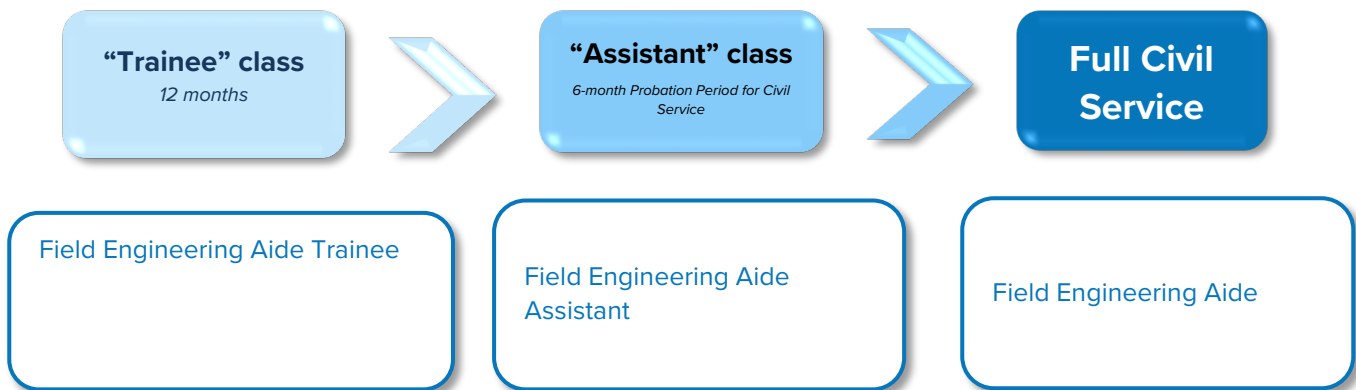 “Trainee” class
12 months
“Assistant” class
6-month Probation Period for Civil
Service
Full Civil
Service
Field Engineering Aide Trainee
Field Engineering Aide
Assistant
Field Engineering Aide